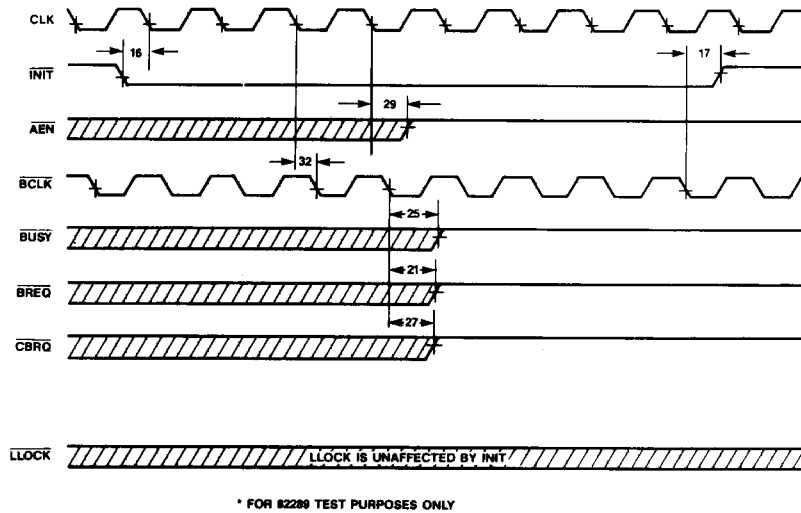 CLK
16
17
INIT
29
AEN
32
BCLK
25
BUSY
21
BREQ
27
CBRQ
LLOCK
LLOCK IS UNAFFECTED BY INIT
* FOR 82289 TEST PURPOSES ONLY